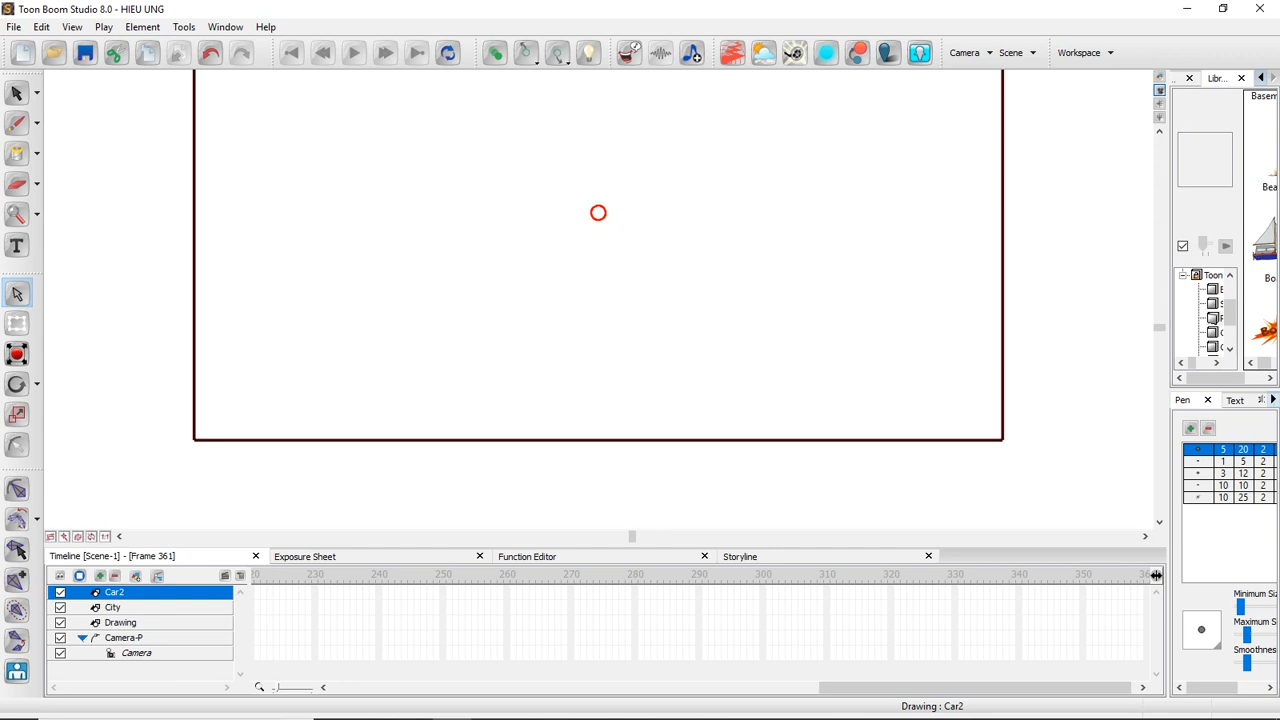 Toon Boom Studio 8.0 - HIEU UNG
File Edit View Play Element Tools Window Help
Camera Scene Workspace
Libr...
Basem
Bea
Toon
Bo
Pen Text
5 20 2
1 5 2
3 12 2
10 10 2
10 25 2
Minimum Siz
Maximum S
Smoothness
Timeline [Scene-1] - [Frame 361] Exposure Sheet Function Editor Storyline
230 240 250 260 270 280 290 300 310 320 330 340 350
Car2
City
Drawing
Camera-P
Camera
Drawing : Car2